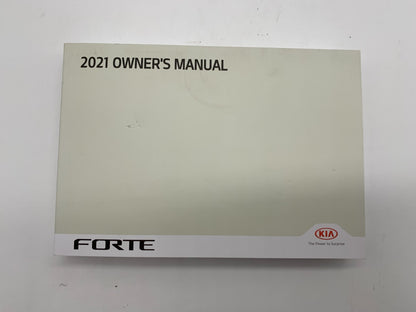 2021 OWNER'S MANUAL
FORTE
KIA
The Power to Surprise